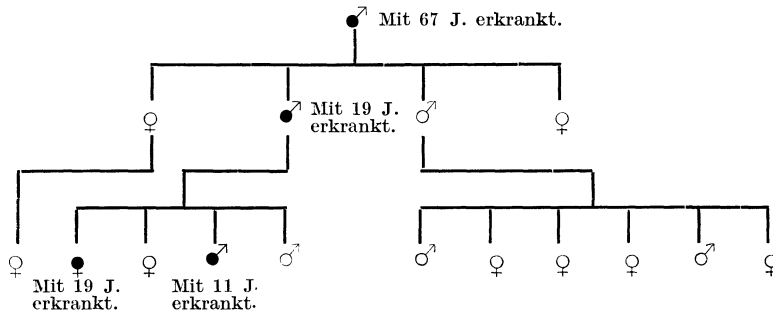 Mit 67 J. erkrankt.
Mit 19 J.
erkrankt.
Mit 19 J.
erkrankt.
Mit 11 J.
erkrankt.